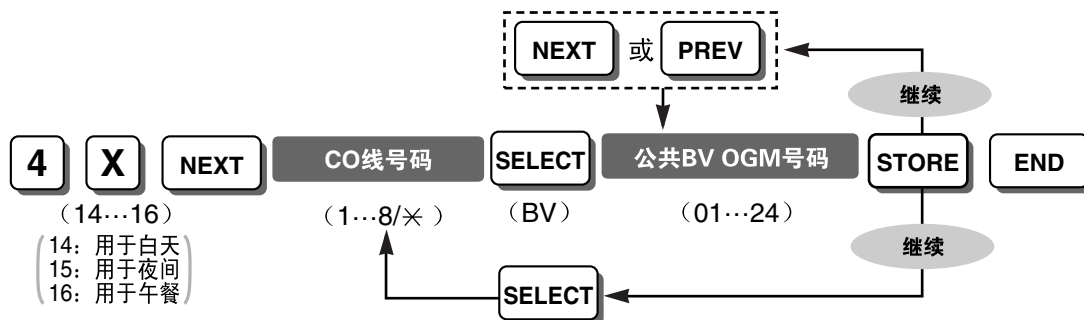 NEXT 或 PREV
继续
4 X NEXT CO线号码 SELECT 公共BV OGM号码 STORE END
(14…16) (1…8/✳) (BV) (01…24)
14：用于白天
15：用于夜间
16：用于午餐
继续
SELECT